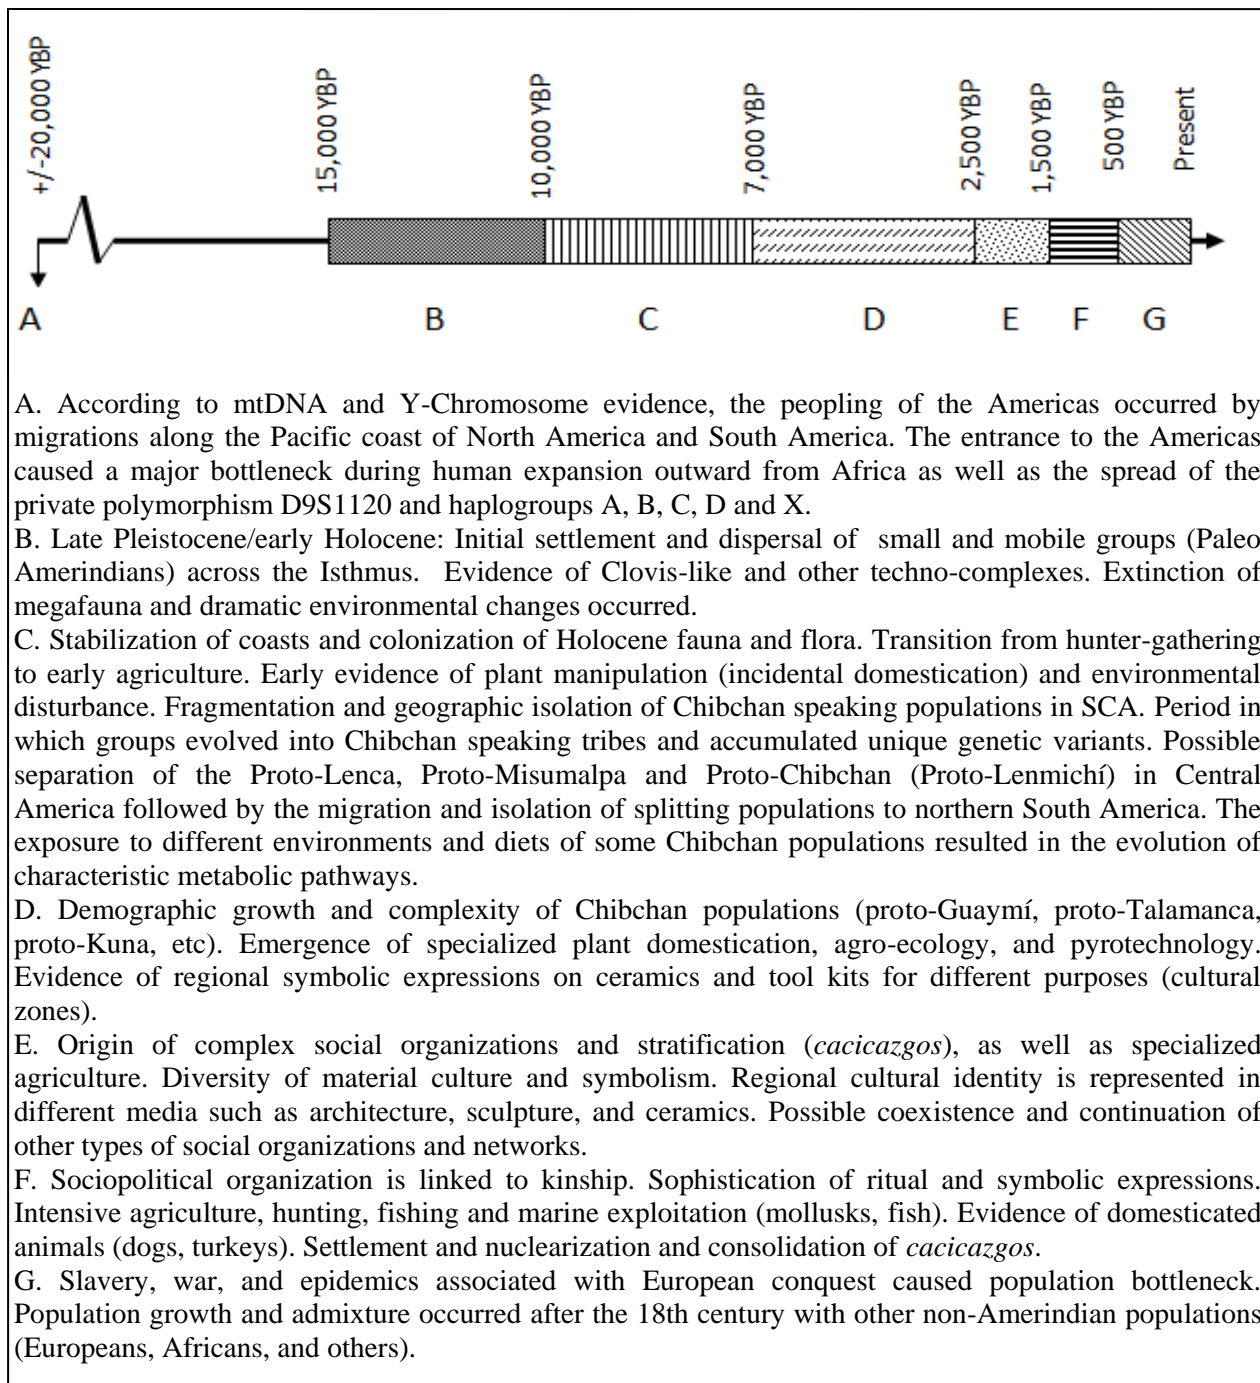 +/-20,000 YBP
15,000 YBP
10,000 YBP
7,000 YBP
2,500 YBP
1,500 YBP
500 YBP
Present
A
B
C
D
E
F
G
A. According to mtDNA and Y-Chromosome evidence, the peopling of the Americas occurred by
migrations along the Pacific coast of North America and South America. The entrance to the Americas
caused a major bottleneck during human expansion outward from Africa as well as the spread of the
private polymorphism D9S1120 and haplogroups A, B, C, D and X.
B. Late Pleistocene/early Holocene: Initial settlement and dispersal of small and mobile groups (Paleo
Amerindians) across the Isthmus. Evidence of Clovis-like and other techno-complexes. Extinction of
megafauna and dramatic environmental changes occurred.
C. Stabilization of coasts and colonization of Holocene fauna and flora. Transition from hunter-gathering
to early agriculture. Early evidence of plant manipulation (incidental domestication) and environmental
disturbance. Fragmentation and geographic isolation of Chibchan speaking populations in SCA. Period in
which groups evolved into Chibchan speaking tribes and accumulated unique genetic variants. Possible
separation of the Proto-Lenca, Proto-Misumalpa and Proto-Chibchan (Proto-Lenmichí) in Central
America followed by the migration and isolation of splitting populations to northern South America. The
exposure to different environments and diets of some Chibchan populations resulted in the evolution of
characteristic metabolic pathways.
D. Demographic growth and complexity of Chibchan populations (proto-Guaymí, proto-Talamanca,
proto-Kuna, etc). Emergence of specialized plant domestication, agro-ecology, and pyrotechnology.
Evidence of regional symbolic expressions on ceramics and tool kits for different purposes (cultural
zones).
E. Origin of complex social organizations and stratification (cacicazgos), as well as specialized
agriculture. Diversity of material culture and symbolism. Regional cultural identity is represented in
different media such as architecture, sculpture, and ceramics. Possible coexistence and continuation of
other types of social organizations and networks.
F. Sociopolitical organization is linked to kinship. Sophistication of ritual and symbolic expressions.
Intensive agriculture, hunting, fishing and marine exploitation (mollusks, fish). Evidence of domesticated
animals (dogs, turkeys). Settlement and nuclearization and consolidation of cacicazgos.
G. Slavery, war, and epidemics associated with European conquest caused population bottleneck.
Population growth and admixture occurred after the 18th century with other non-Amerindian populations
(Europeans, Africans, and others).